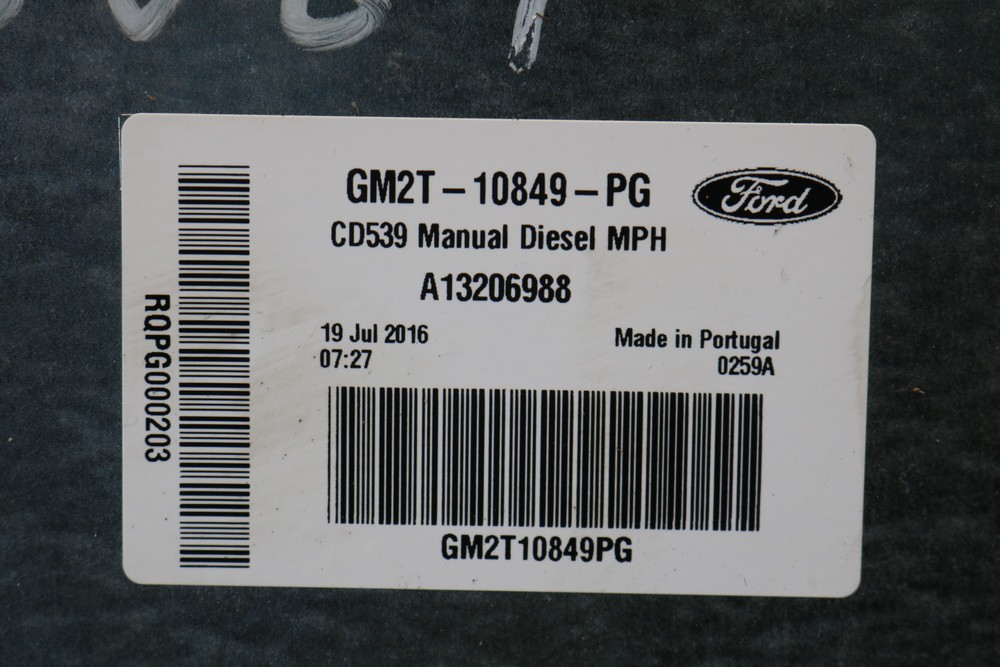 GM2T-10849-PG
Ford
CD539 Manual Diesel MPH
A13206988
19 Jul 2016
07:27
Made in Portugal
0259A
RQPG000203
GM2T10849PG